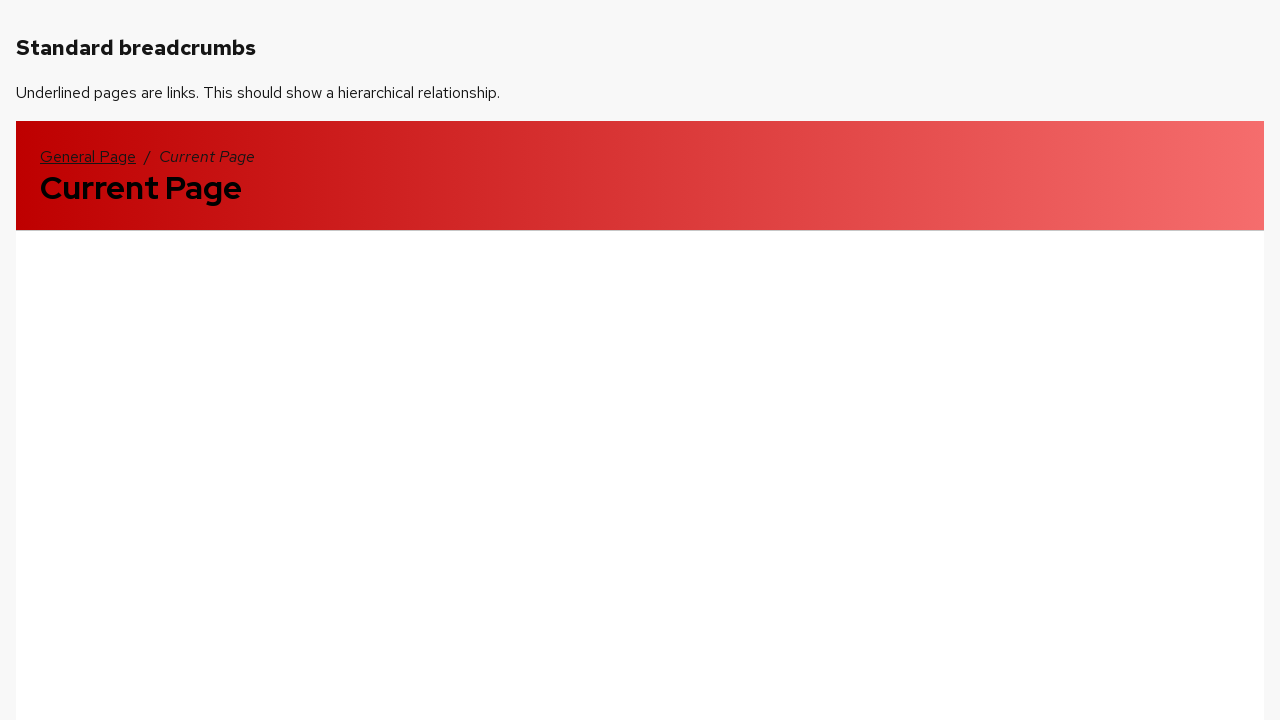 Standard breadcrumbs
Underlined pages are links. This should show a hierarchical relationship.
General Page / Current Page
Current Page